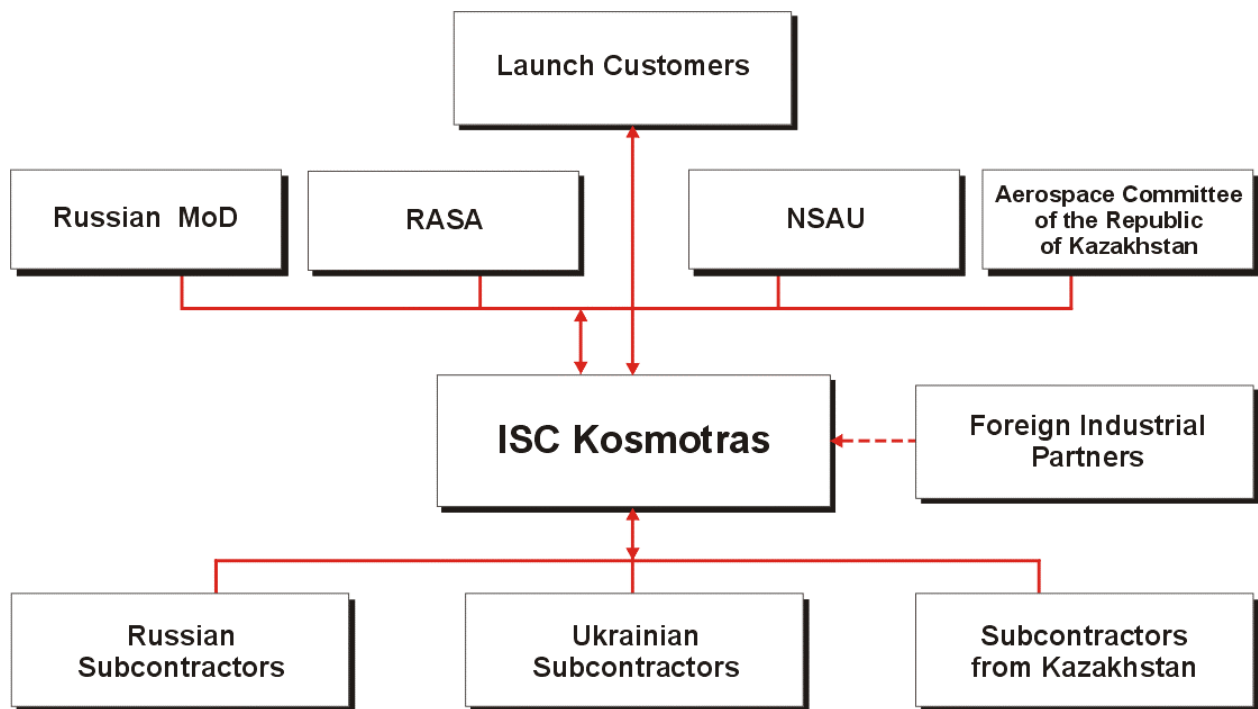 Launch Customers
Russian MoD
RASA
NSAU
Aerospace Committee
of the Republic
of Kazakhstan
ISC Kosmotras
Foreign Industrial
Partners
Russian
Subcontractors
Ukrainian
Subcontractors
Subcontractors
from Kazakhstan